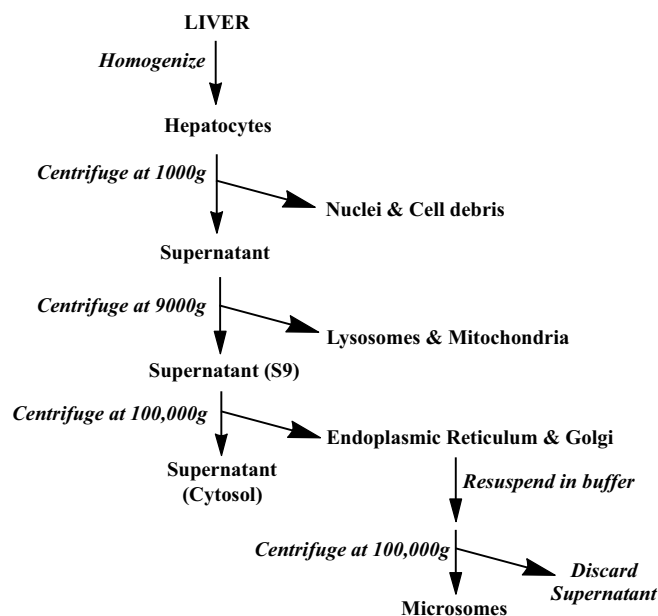 LIVER
Homogenize
Hepatocytes
Centrifuge at 1000g
Nuclei & Cell debris
Supernatant
Centrifuge at 9000g
Lysosomes & Mitochondria
Supernatant (S9)
Centrifuge at 100,000g
Endoplasmic Reticulum & Golgi
Supernatant
(Cytosol)
Resuspend in buffer
Centrifuge at 100,000g
Discard
Supernatant
Microsomes